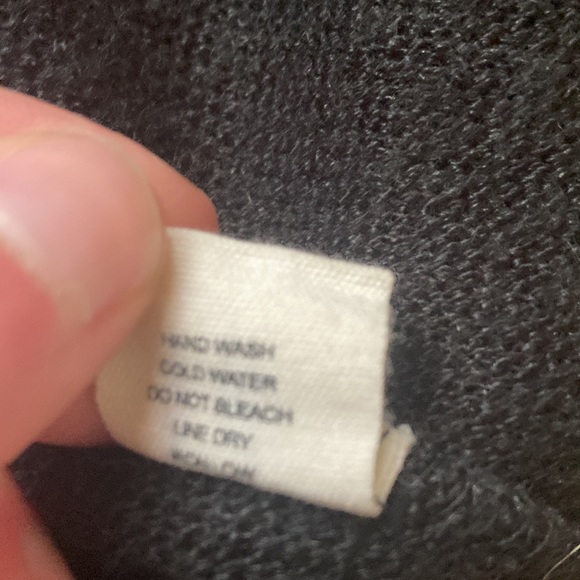 HAND WASH
COLD WATER
DO NOT BLEACH
LINE DRY